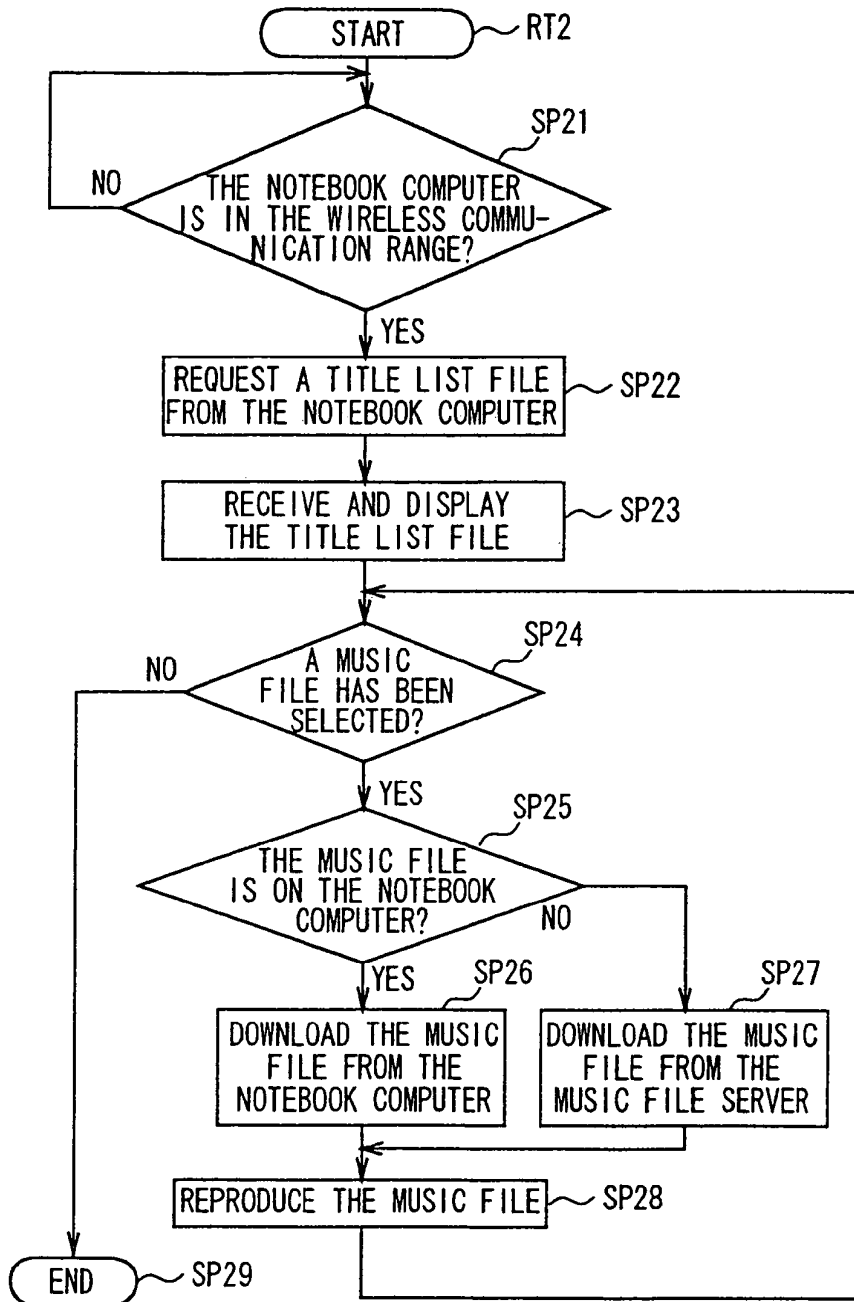 START
RT2
SP21
NO
THE NOTEBOOK COMPUTER
IS IN THE WIRELESS COMMU-
NICATION RANGE?
YES
REQUEST A TITLE LIST FILE
FROM THE NOTEBOOK COMPUTER
SP22
RECEIVE AND DISPLAY
THE TITLE LIST FILE
SP23
SP24
NO
A MUSIC
FILE HAS BEEN
SELECTED?
YES
SP25
THE MUSIC FILE
IS ON THE NOTEBOOK
COMPUTER?
NO
YES
SP26
SP27
DOWNLOAD THE MUSIC
FILE FROM THE
NOTEBOOK COMPUTER
DOWNLOAD THE MUSIC
FILE FROM THE
MUSIC FILE SERVER
REPRODUCE THE MUSIC FILE
SP28
END
SP29